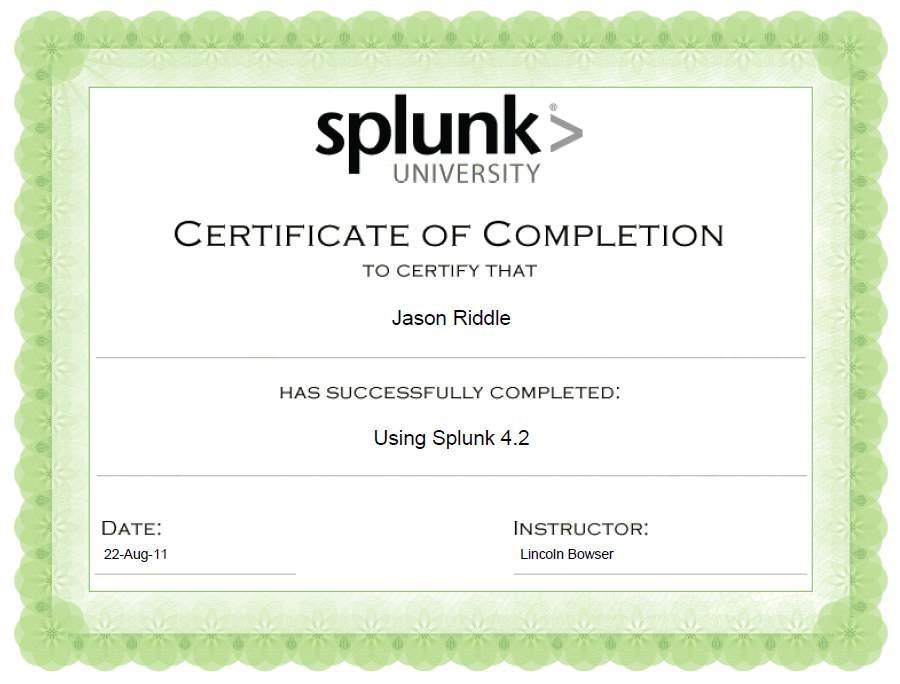 splunk>®
UNIVERSITY
CERTIFICATE OF COMPLETION
TO CERTIFY THAT
Jason Riddle
HAS SUCCESSFULLY COMPLETED:
Using Splunk 4.2
DATE:
22-Aug-11
INSTRUCTOR:
Lincoln Bowser